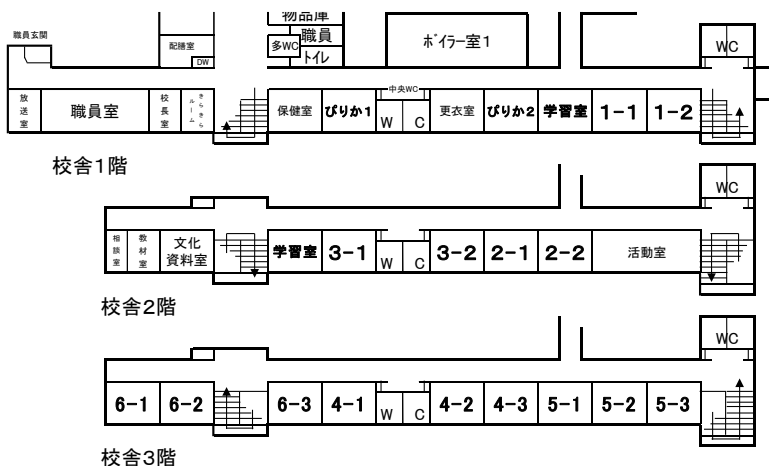 職員玄関
配膳室
DW
物品庫
多WC
職員
トイレ
ボイラー室1
WC
放送室
職員室
校長室
きらきらルーム
保健室
ぴりか1
中央WC
W C
更衣室
ぴりか2
学習室
1-1
1-2
校舎1階
WC
相談室
教材室
文化
資料室
学習室
3-1
W C
3-2
2-1
2-2
活動室
校舎2階
WC
6-1
6-2
6-3
4-1
W C
4-2
4-3
5-1
5-2
5-3
校舎3階